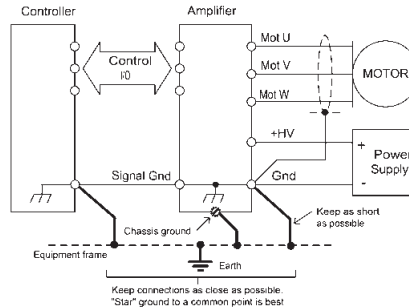 Controller
Amplifier
Mot U
Control
I/O
Mot V
MOTOR
Mot W
+HV
+
Power
Supply
Signal Gnd
Gnd
-
Keep as short
as possible
Chassis ground
Equipment frame
Earth
Keep connections as close as possible.
"Star" ground to a common point is best